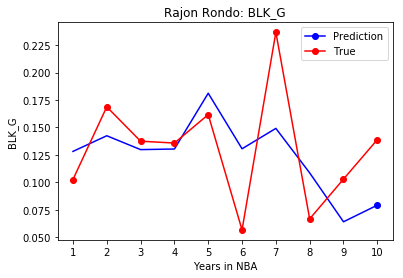 Rajon Rondo: BLK_G
Prediction
True
0.225
0.200
0.175
0.150
0.125
0.100
0.075
0.050
BLK_G
1 2 3 4 5 6 7 8 9 10
Years in NBA